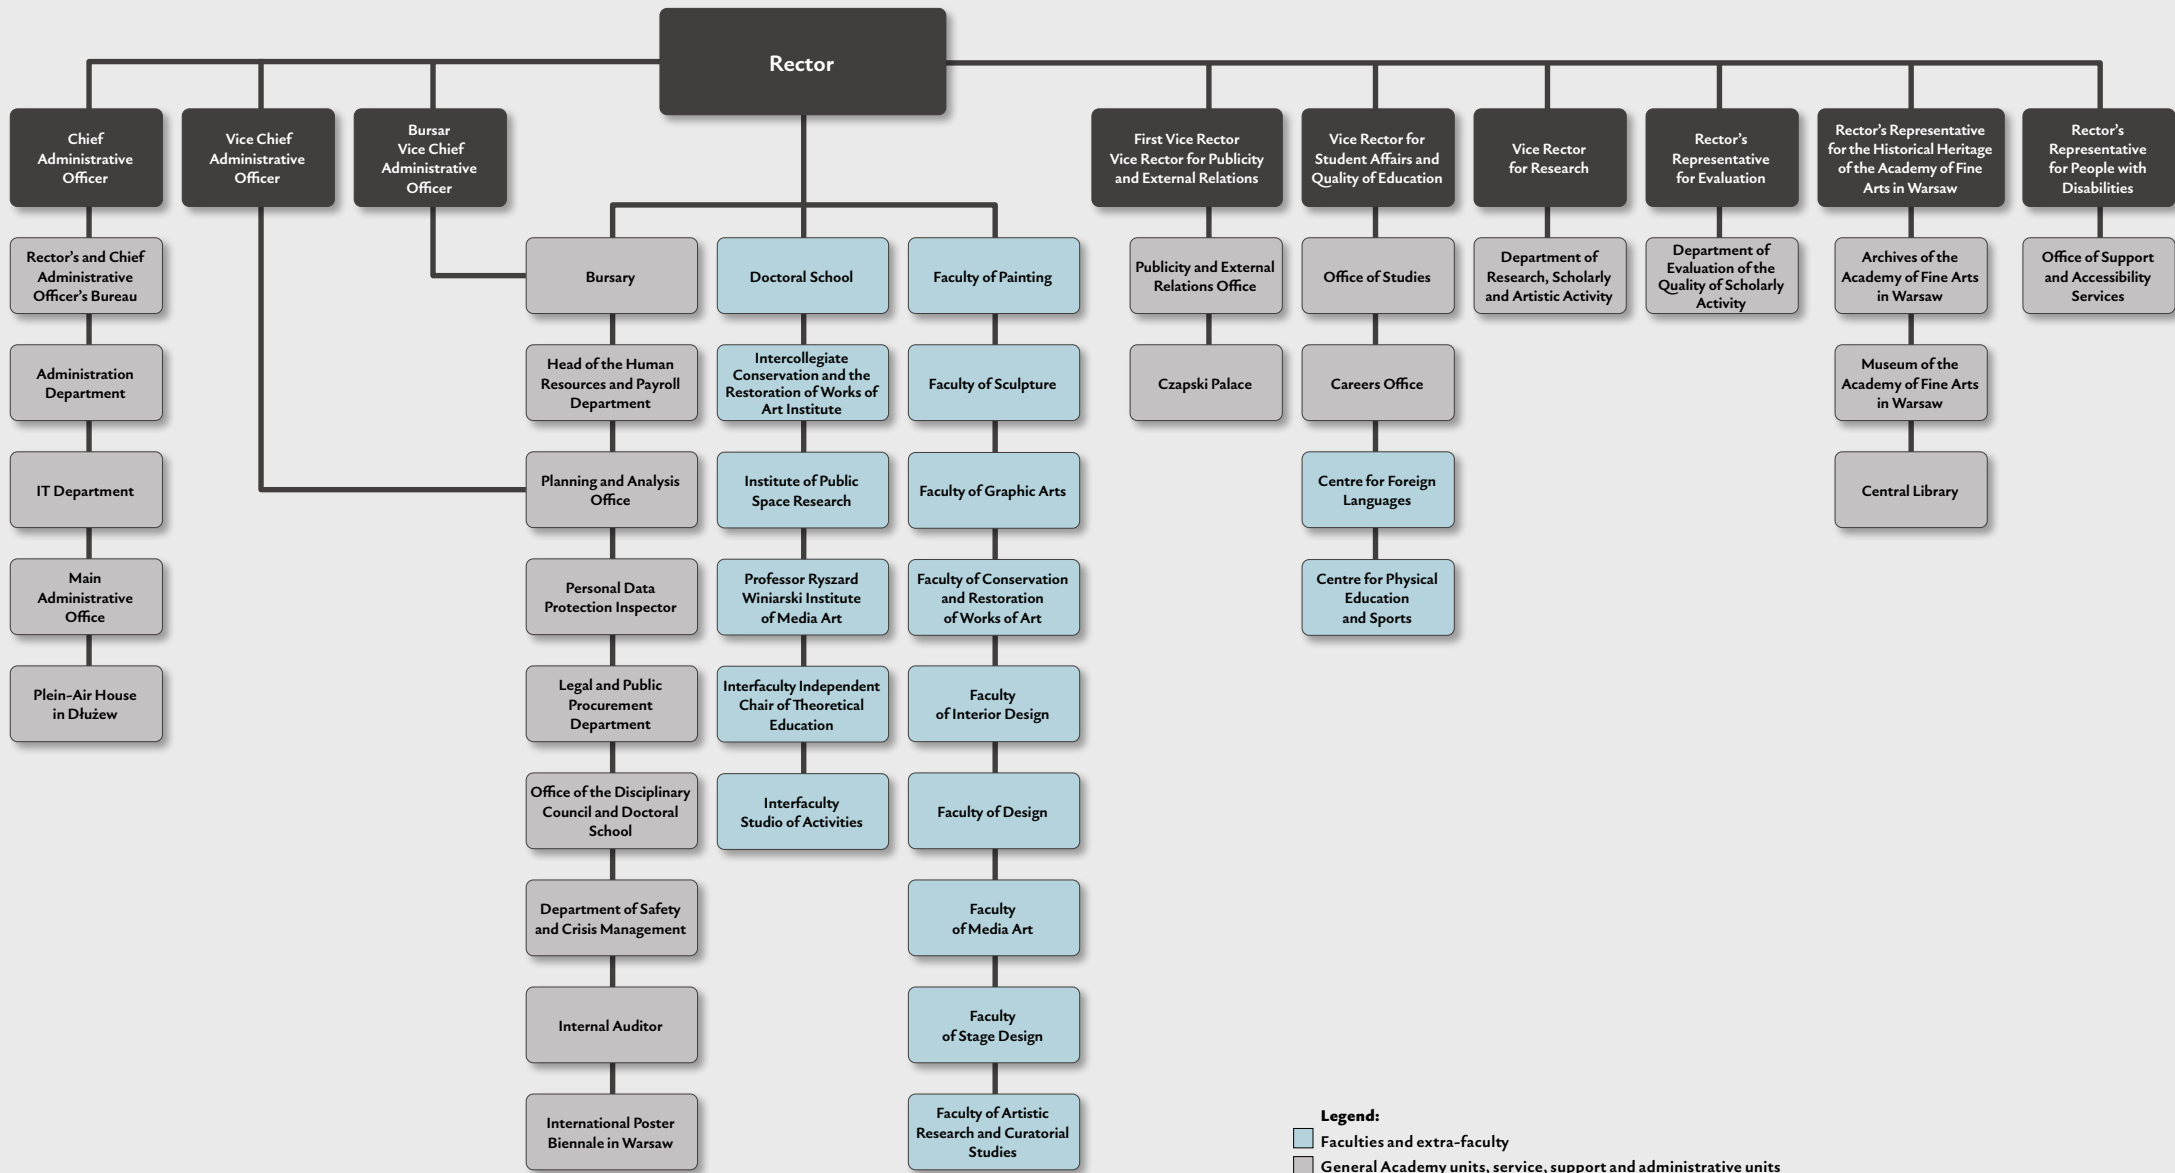 Rector
Chief
Administrative
Officer
Vice Chief
Administrative
Officer
Bursar
Vice Chief
Administrative
Officer
First Vice Rector
Vice Rector for Publicity
and External Relations
Vice Rector for
Student Affairs and
Quality of Education
Vice Rector
for Research
Rector's
Representative
for Evaluation
Rector's Representative
for the Historical Heritage
of the Academy of Fine
Arts in Warsaw
Rector's
Representative
for People with
Disabilities
Rector's and Chief
Administrative
Officer's Bureau
Administration
Department
IT Department
Main
Administrative
Office
Plein-Air House
in Dłużew
Bursary
Head of the Human
Resources and Payroll
Department
Planning and Analysis
Office
Personal Data
Protection Inspector
Legal and Public
Procurement
Department
Office of the Disciplinary
Council and Doctoral
School
Department of Safety
and Crisis Management
Internal Auditor
International Poster
Biennale in Warsaw
Doctoral School
Intercollegiate
Conservation and the
Restoration of Works of
Art Institute
Institute of Public
Space Research
Professor Ryszard
Winiarski Institute
of Media Art
Interfaculty Independent
Chair of Theoretical
Education
Interfaculty
Studio of Activities
Faculty of Painting
Faculty of Sculpture
Faculty of Graphic Arts
Faculty of Conservation
and Restoration
of Works of Art
Faculty
of Interior Design
Faculty of Design
Faculty
of Media Art
Faculty
of Stage Design
Faculty of Artistic
Research and Curatorial
Studies
Publicity and External
Relations Office
Czapski Palace
Office of Studies
Careers Office
Centre for Foreign
Languages
Centre for Physical
Education
and Sports
Department of
Research, Scholarly
and Artistic Activity
Department of
Evaluation of the
Quality of Scholarly
Activity
Archives of the
Academy of Fine Arts
in Warsaw
Museum of the
Academy of Fine Arts
in Warsaw
Central Library
Office of Support
and Accessibility
Services
Legend:
Faculties and extra-faculty
General Academy units, service, support and administrative units